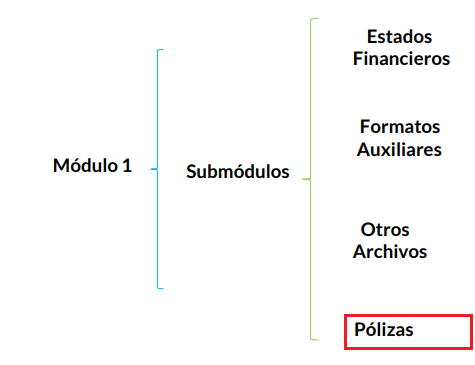 Estados
Financieros
Formatos
Auxiliares
Módulo 1
Submódulos
Otros
Archivos
Pólizas